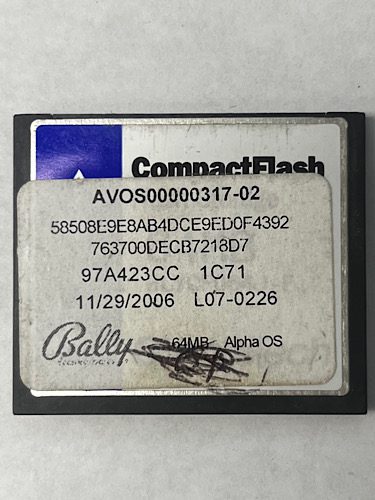 CompactFlash
AVOS00000317-02
58508E9E8AB4DCE9ED0F4392
763700DECB7218D7
97A423CC 1C71
11/29/2006 L07-0226
Bally 64MB Alpha OS